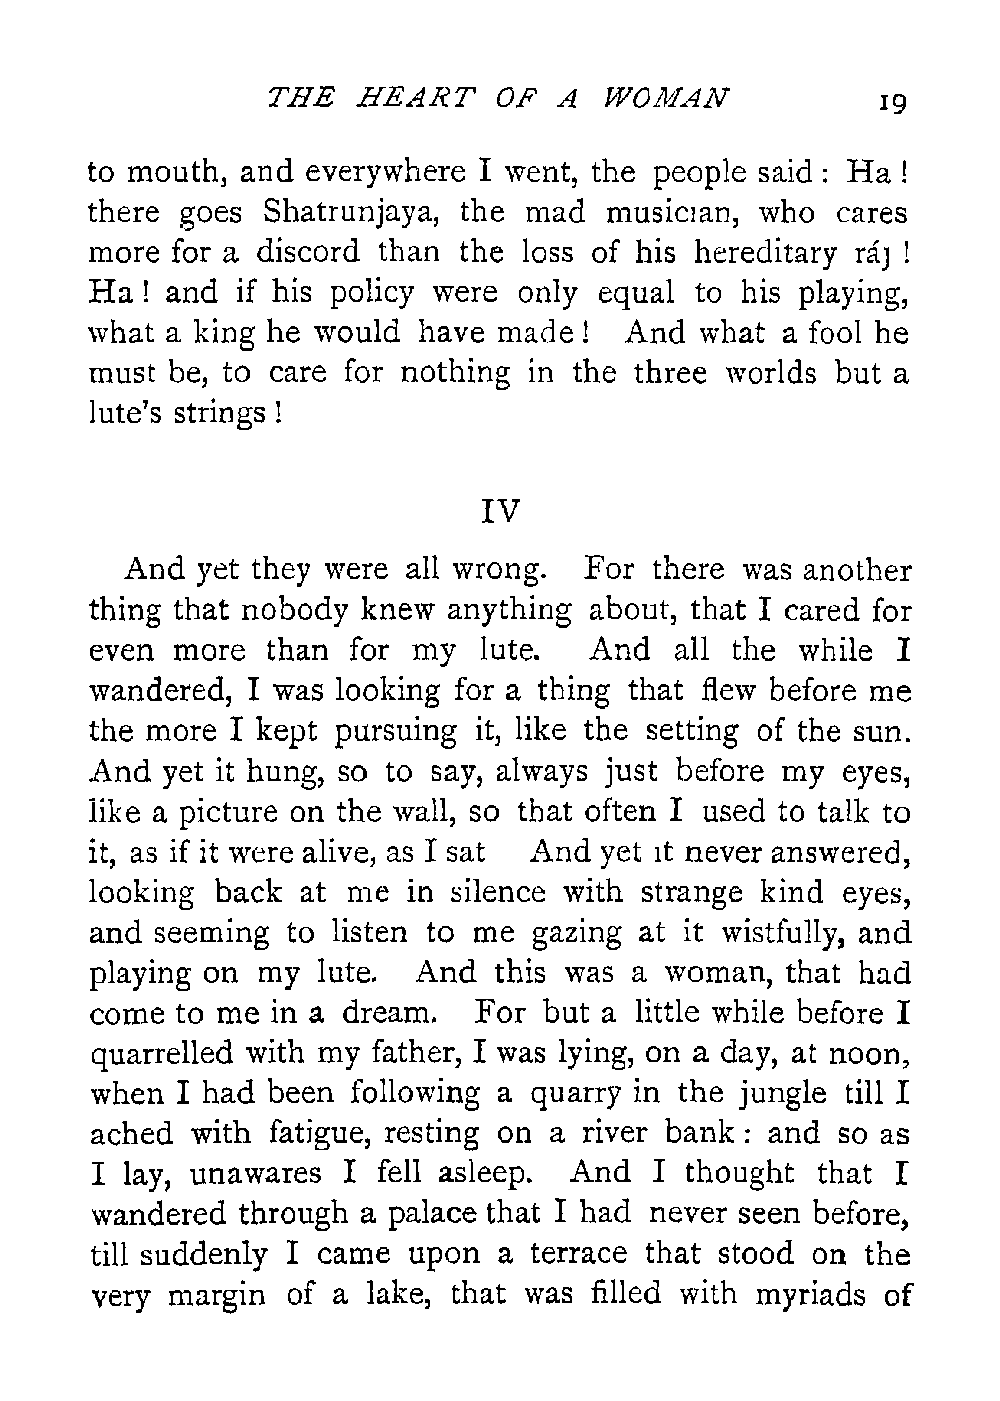 THE HEART OF A WOMAN 19
to mouth, and everywhere I went, the people said : Ha !
there goes Shatrunjaya, the mad musician, who cares
more for a discord than the loss of his hereditary ráj !
Ha ! and if his policy were only equal to his playing,
what a king he would have made ! And what a fool he
must be, to care for nothing in the three worlds but a
lute's strings !
IV
And yet they were all wrong. For there was another
thing that nobody knew anything about, that I cared for
even more than for my lute. And all the while I
wandered, I was looking for a thing that flew before me
the more I kept pursuing it, like the setting of the sun.
And yet it hung, so to say, always just before my eyes,
like a picture on the wall, so that often I used to talk to
it, as if it were alive, as I sat And yet it never answered,
looking back at me in silence with strange kind eyes,
and seeming to listen to me gazing at it wistfully, and
playing on my lute. And this was a woman, that had
come to me in a dream. For but a little while before I
quarrelled with my father, I was lying, on a day, at noon,
when I had been following a quarry in the jungle till I
ached with fatigue, resting on a river bank : and so as
I lay, unawares I fell asleep. And I thought that I
wandered through a palace that I had never seen before,
till suddenly I came upon a terrace that stood on the
very margin of a lake, that was filled with myriads of